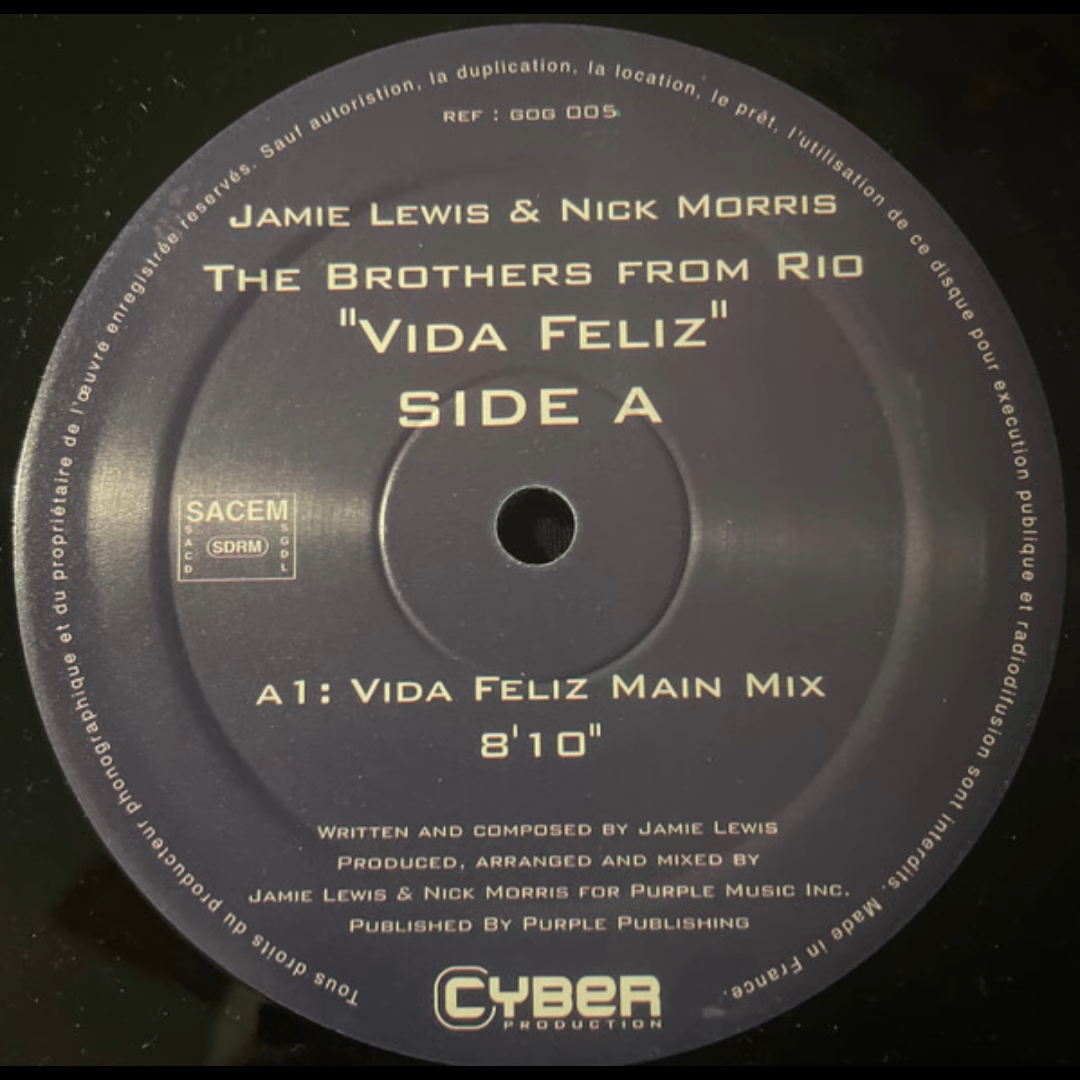 Tous droits du producteur phonographique et du propriétaire de l'œuvre enregistrée reservés. Sauf autoristion, la duplication, la location, le prêt, l'utilisation de ce disque pour execution publique et radiodifusion sont interdits. Made in France.
REF : GOG 005
JAMIE LEWIS & NICK MORRIS
THE BROTHERS FROM RIO
"VIDA FELIZ"
SIDE A
SACEM
SACD
SDRM
SGDL
A1: VIDA FELIZ MAIN MIX
8'10"
WRITTEN AND COMPOSED BY JAMIE LEWIS
PRODUCED, ARRANGED AND MIXED BY
JAMIE LEWIS & NICK MORRIS FOR PURPLE MUSIC INC.
PUBLISHED BY PURPLE PUBLISHING
CYBER
PRODUCTION